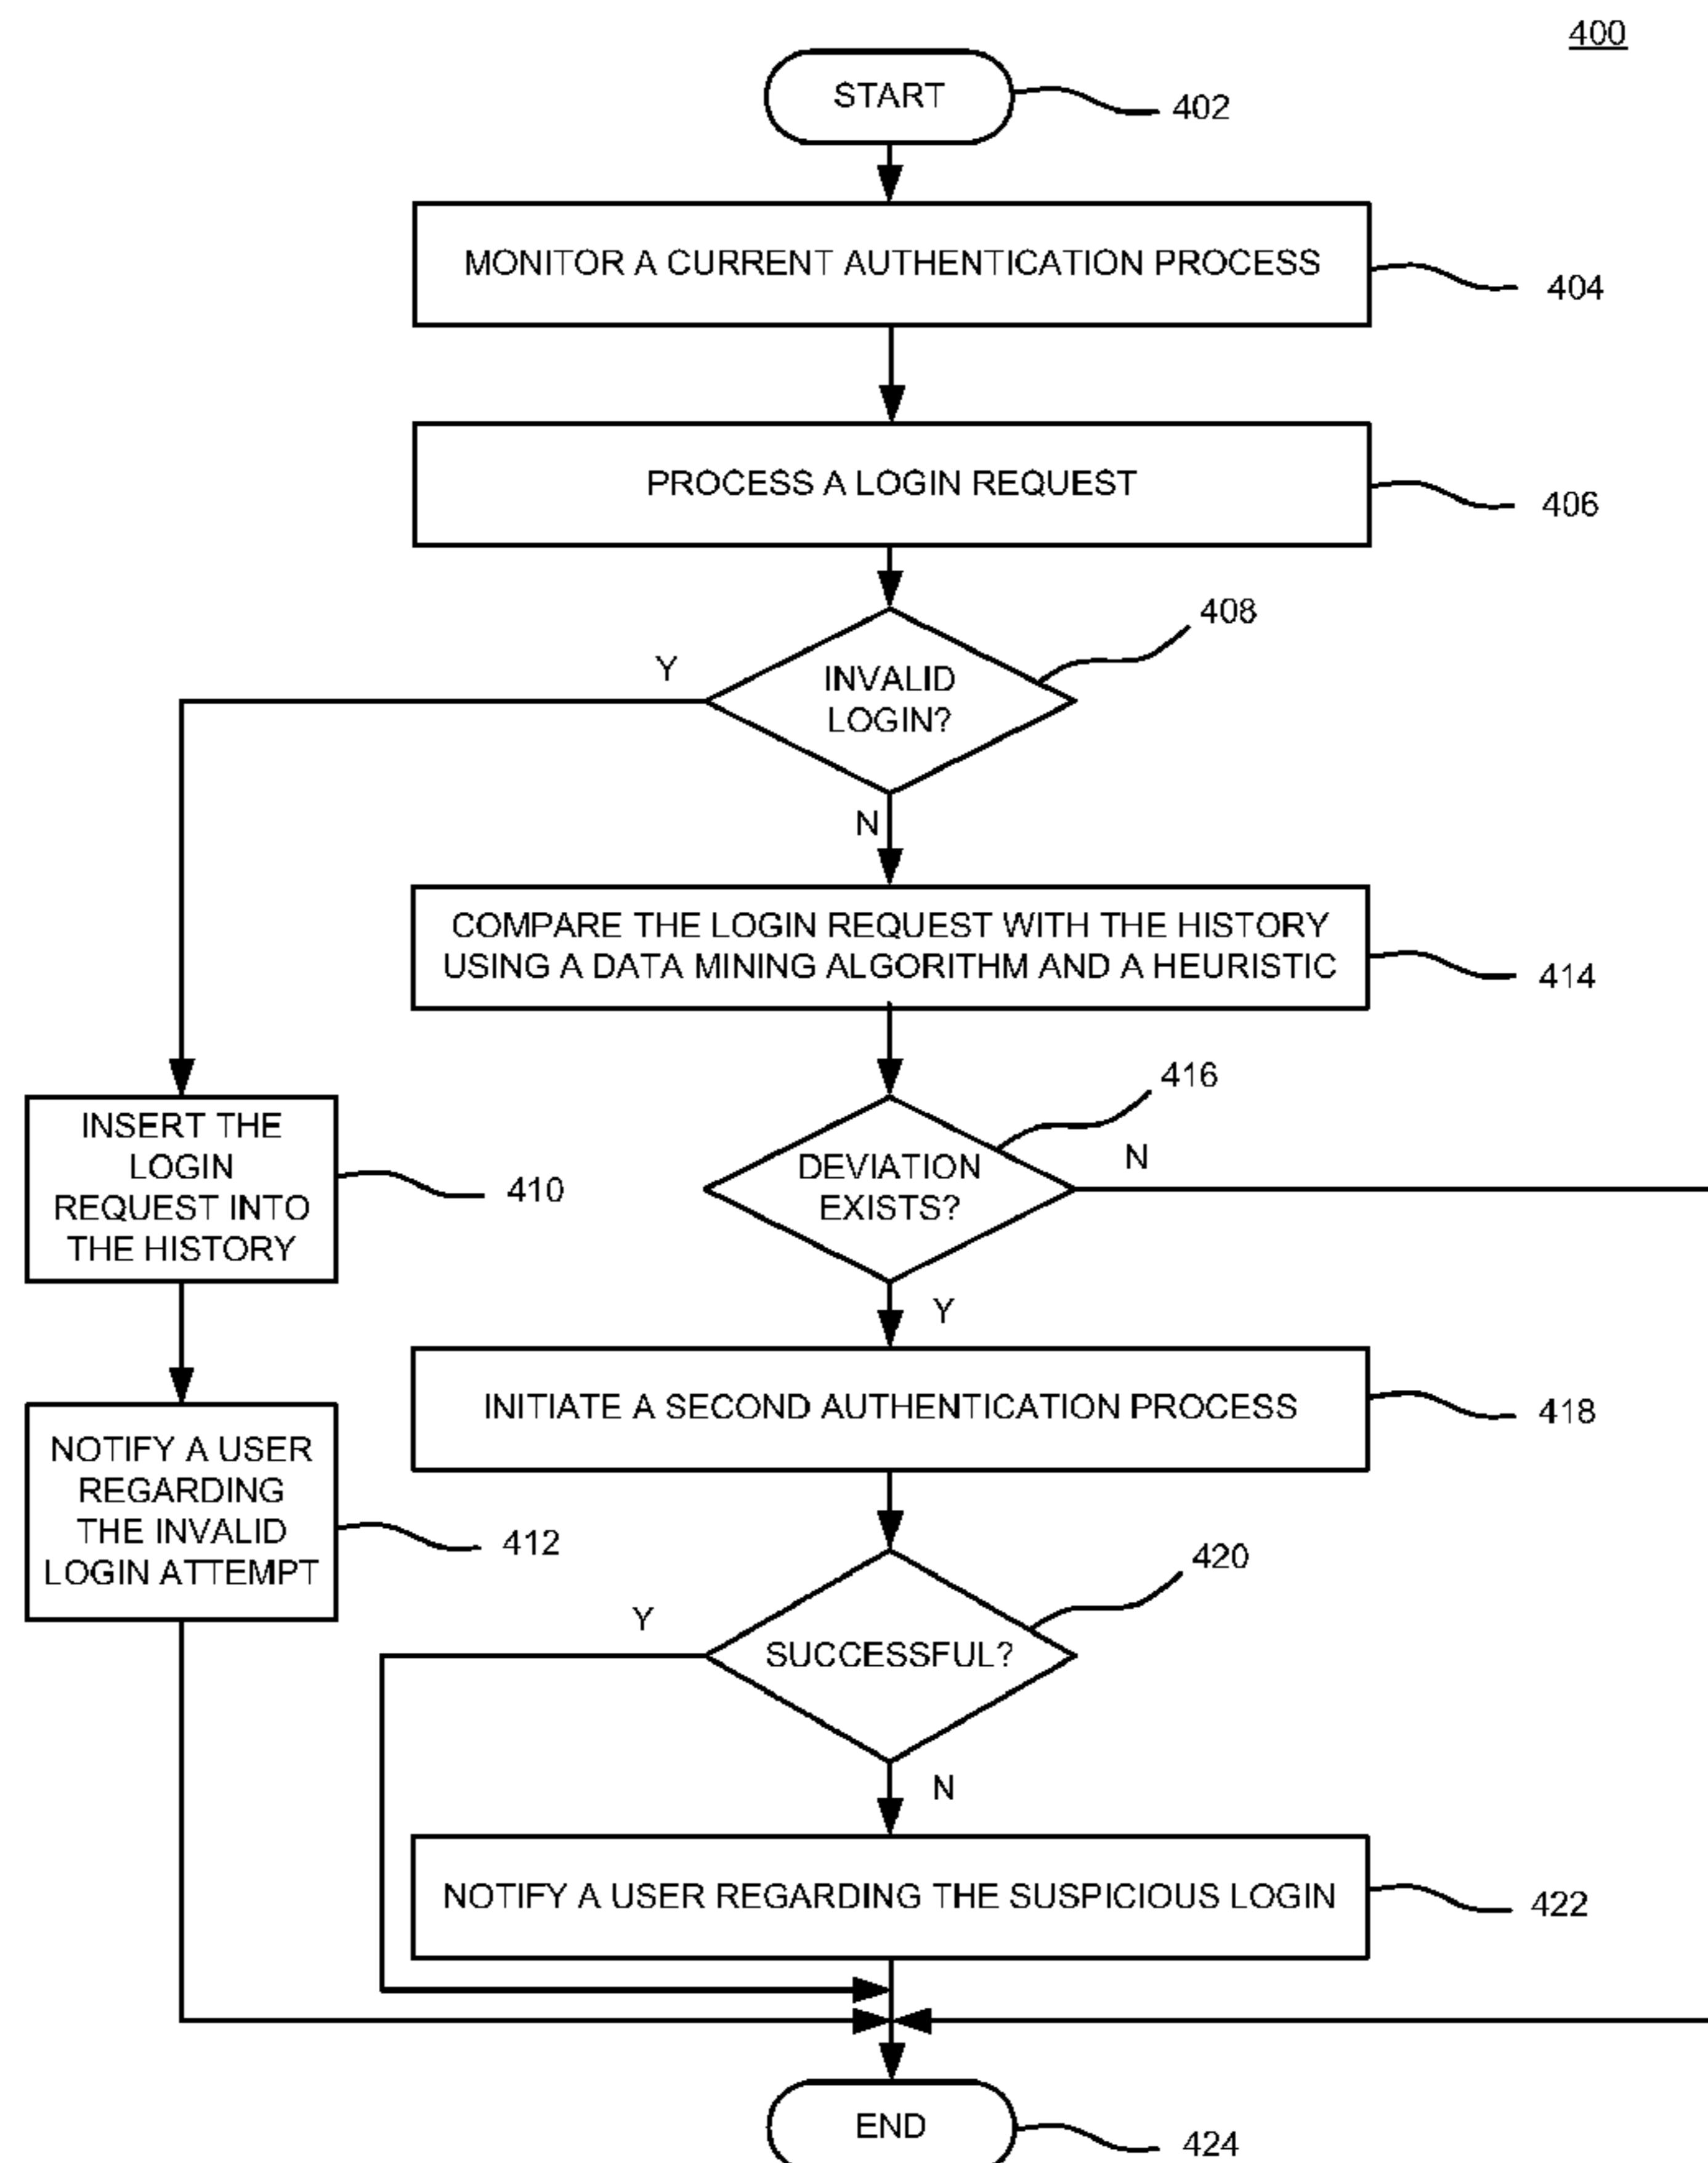 400
START
402
MONITOR A CURRENT AUTHENTICATION PROCESS
404
PROCESS A LOGIN REQUEST
406
408
INVALID
LOGIN?
Y
N
COMPARE THE LOGIN REQUEST WITH THE HISTORY
USING A DATA MINING ALGORITHM AND A HEURISTIC
414
416
DEVIATION
EXISTS?
N
Y
INSERT THE
LOGIN
REQUEST INTO
THE HISTORY
410
INITIATE A SECOND AUTHENTICATION PROCESS
418
NOTIFY A USER
REGARDING
THE INVALID
LOGIN ATTEMPT
412
420
SUCCESSFUL?
Y
N
NOTIFY A USER REGARDING THE SUSPICIOUS LOGIN
422
END
424